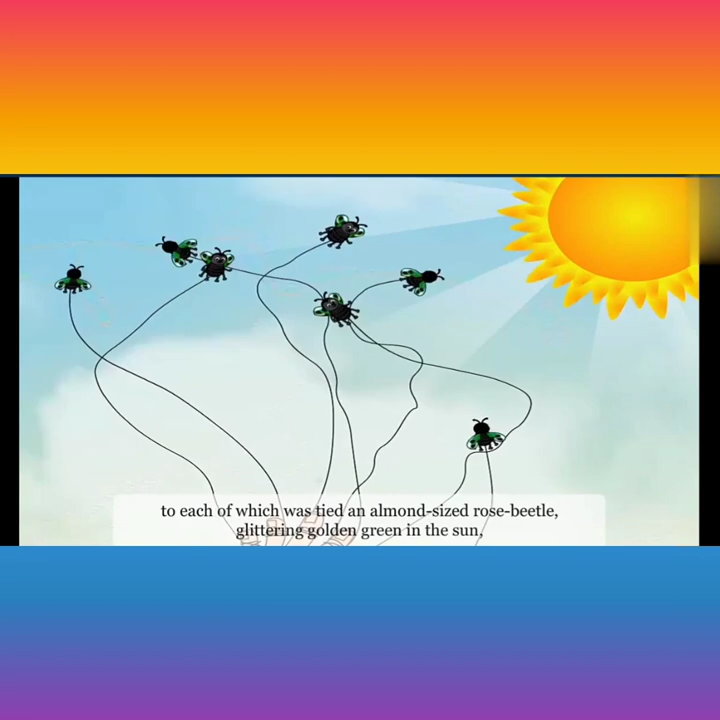 to each of which was tied an almond-sized rose-beetle,
glittering golden green in the sun,